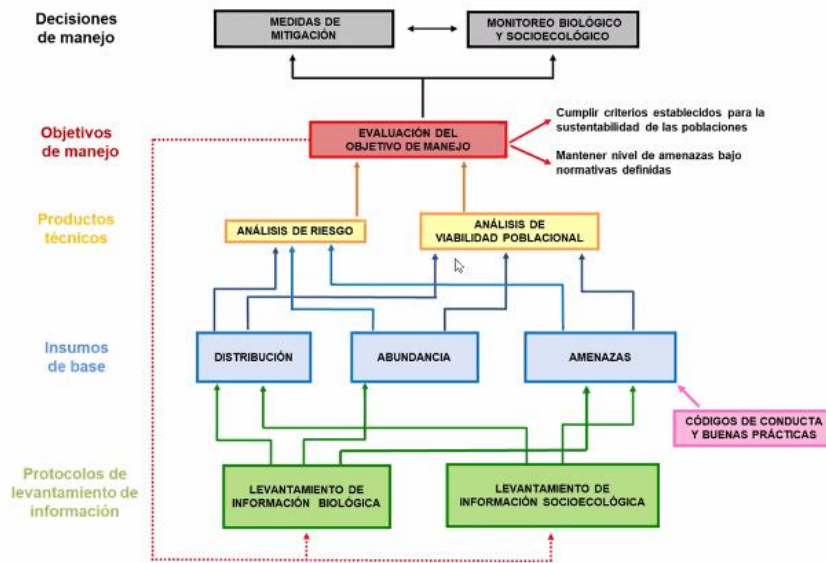 Decisiones
de manejo
MEDIDAS DE
MITIGACIÓN
MONITOREO BIOLÓGICO
Y SOCIOECOLÓGICO
Objetivos
de manejo
EVALUACIÓN DEL
OBJETIVO DE MANEJO
Cumplir criterios establecidos para la
sustentabilidad de las poblaciones
Mantener nivel de amenazas bajo
normativas definidas
Productos
técnicos
ANÁLISIS DE RIESGO
ANÁLISIS DE
VIABILIDAD POBLACIONAL
Insumos
de base
DISTRIBUCIÓN
ABUNDANCIA
AMENAZAS
CÓDIGOS DE CONDUCTA
Y BUENAS PRÁCTICAS
Protocolos de
levantamiento de
información
LEVANTAMIENTO DE
INFORMACIÓN BIOLÓGICA
LEVANTAMIENTO DE
INFORMACIÓN SOCIOECOLÓGICA